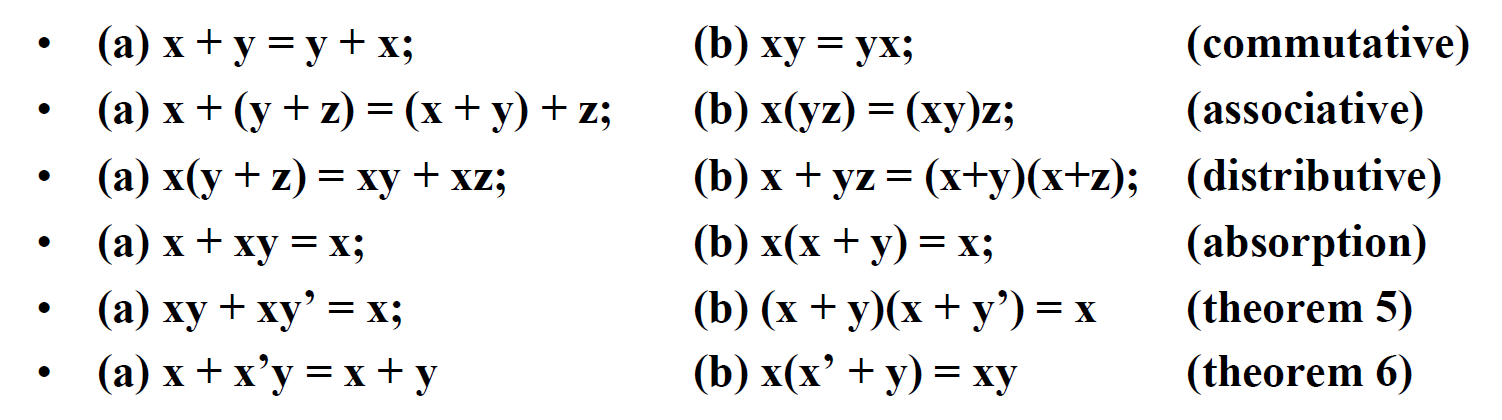 • (a) x + y = y + x; (b) xy = yx; (commutative)
• (a) x + (y + z) = (x + y) + z; (b) x(yz) = (xy)z; (associative)
• (a) x(y + z) = xy + xz; (b) x + yz = (x+y)(x+z); (distributive)
• (a) x + xy = x; (b) x(x + y) = x; (absorption)
• (a) xy + xy’ = x; (b) (x + y)(x + y’) = x (theorem 5)
• (a) x + x’y = x + y (b) x(x’ + y) = xy (theorem 6)